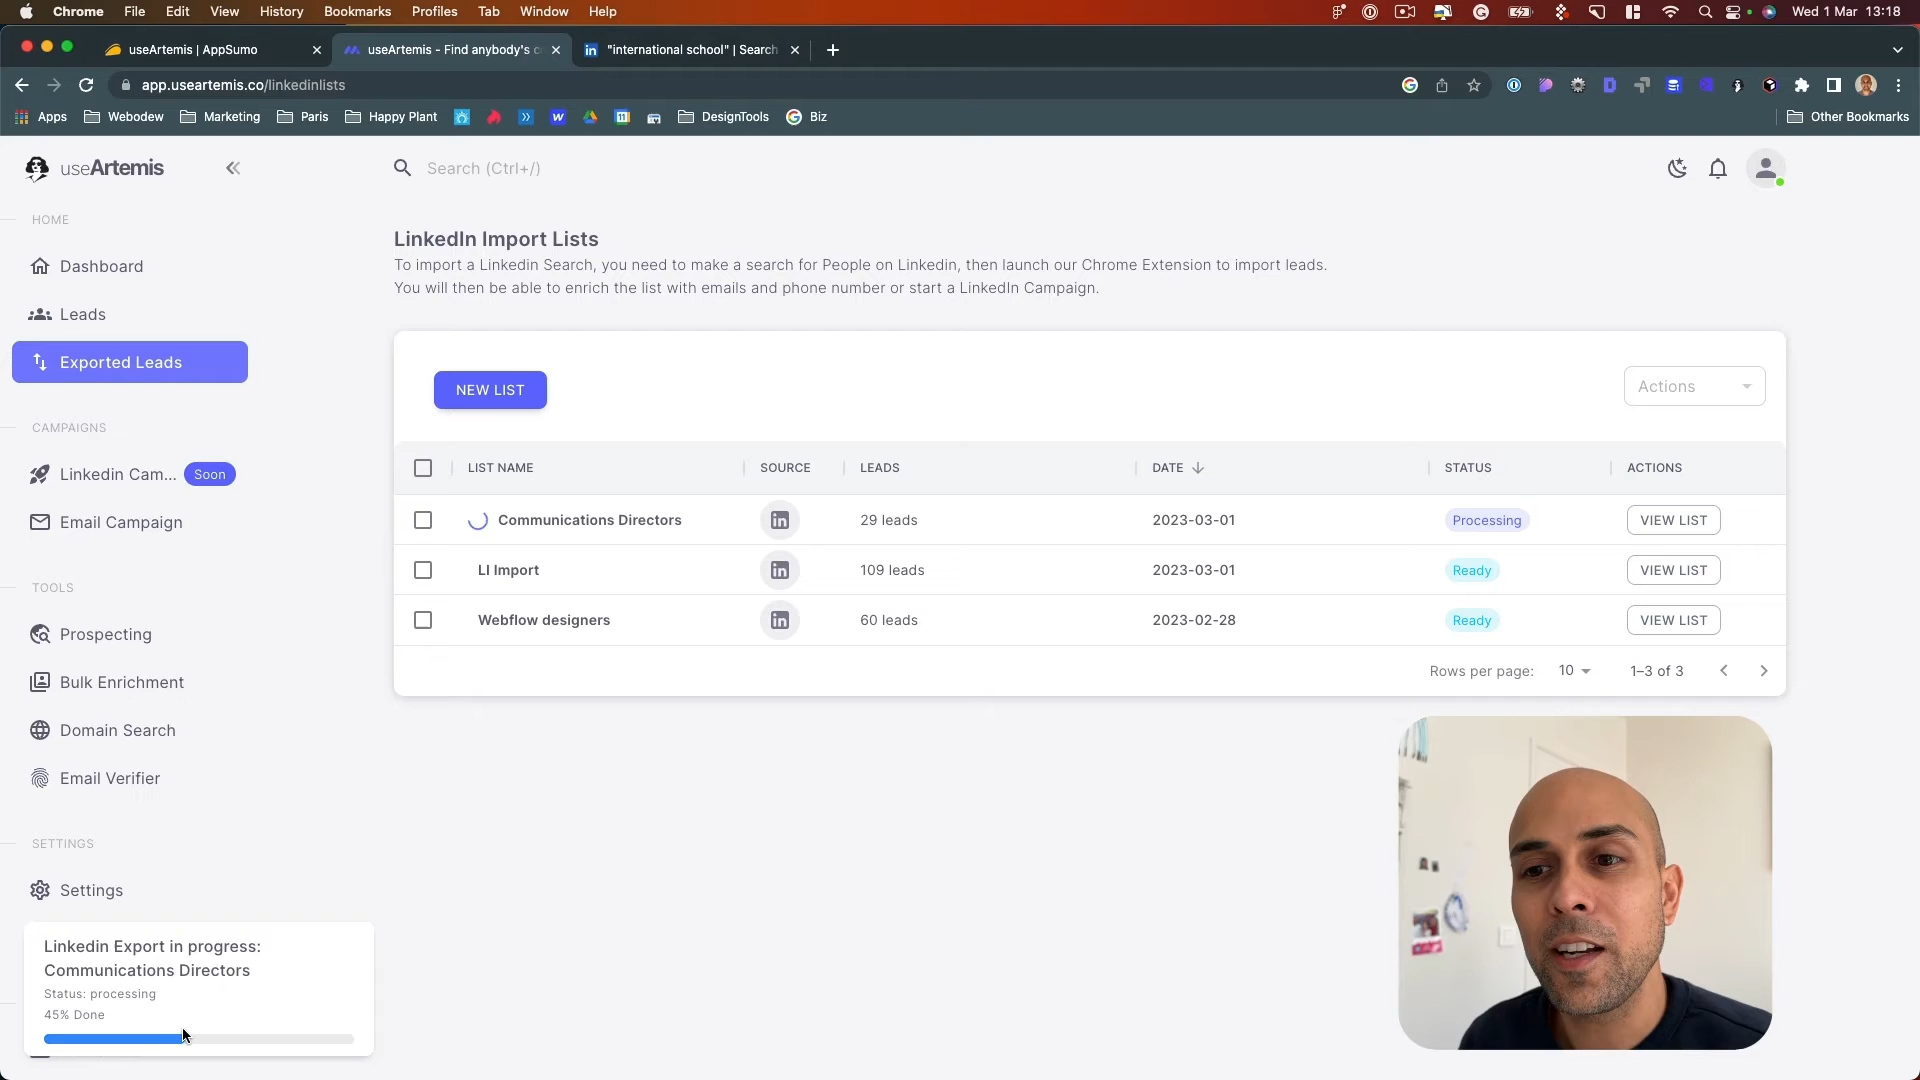 Chrome File Edit View History Bookmarks Profiles Tab Window Help Wed 1 Mar 13:18
useArtemis | AppSumo
useArtemis - Find anybody's c
in "international school" | Search
app.useartemis.co/linkedinlists
Apps Webodew Marketing Paris Happy Plant DesignTools Biz Other Bookmarks
useArtemis
Search (Ctrl+/)
HOME
Dashboard
Leads
Exported Leads
CAMPAIGNS
Linkedin Cam... Soon
Email Campaign
TOOLS
Prospecting
Bulk Enrichment
Domain Search
Email Verifier
SETTINGS
Settings
Linkedin Export in progress:
Communications Directors
Status: processing
45% Done
LinkedIn Import Lists
To import a Linkedin Search, you need to make a search for People on Linkedin, then launch our Chrome Extension to import leads.
You will then be able to enrich the list with emails and phone number or start a LinkedIn Campaign.
NEW LIST
Actions
LIST NAME SOURCE LEADS DATE STATUS ACTIONS
Communications Directors in 29 leads 2023-03-01 Processing VIEW LIST
LI Import in 109 leads 2023-03-01 Ready VIEW LIST
Webflow designers in 60 leads 2023-02-28 Ready VIEW LIST
Rows per page: 10 1–3 of 3